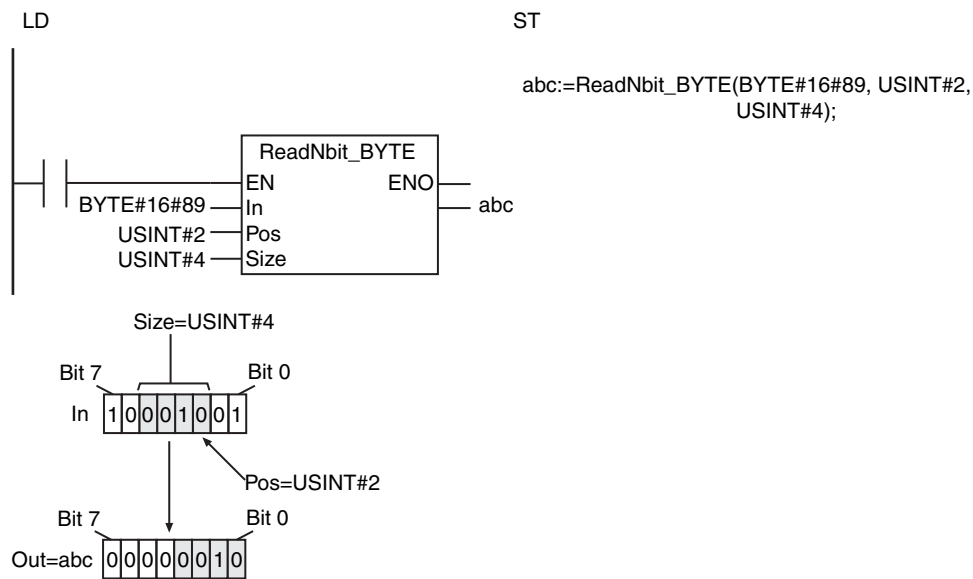 LD
ST
abc:=ReadNbit_BYTE(BYTE#16#89, USINT#2,
USINT#4);
ReadNbit_BYTE
EN ENO
BYTE#16#89 In abc
USINT#2 Pos
USINT#4 Size
Size=USINT#4
Bit 7 Bit 0
In 1 0 0 0 1 0 0 1
Pos=USINT#2
Bit 7 Bit 0
Out=abc 0 0 0 0 0 0 1 0